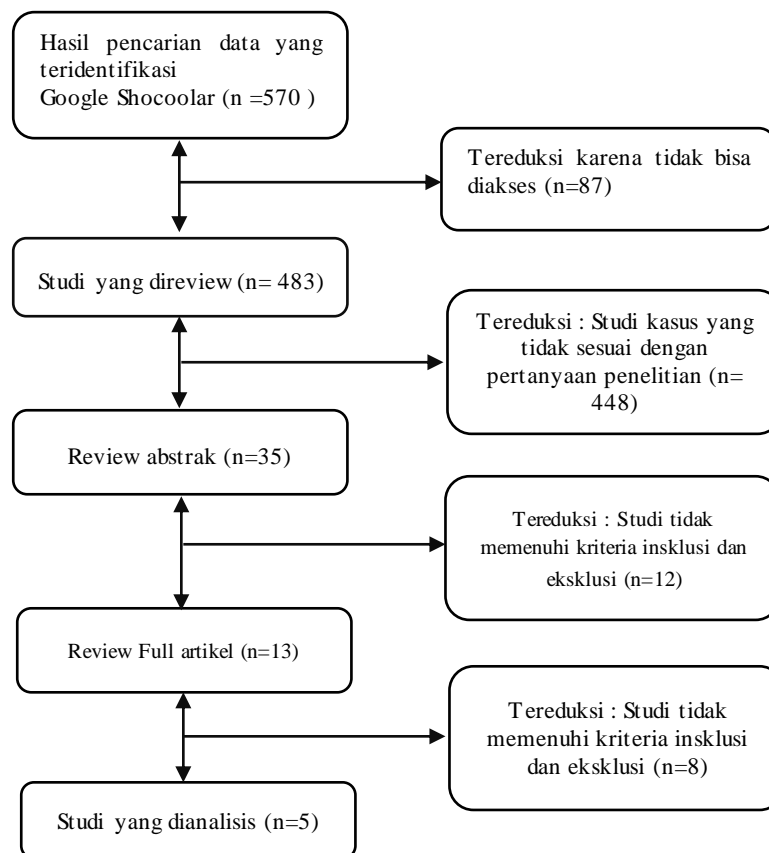 Hasil pencarian data yang
teridentifikasi
Google Shocoolar (n =570 )
Tereduksi karena tidak bisa
diakses (n=87)
Studi yang direview (n= 483)
Tereduksi : Studi kasus yang
tidak sesuai dengan
pertanyaan penelitian (n=
448)
Review abstrak (n=35)
Tereduksi : Studi tidak
memenuhi kriteria insklusi dan
eksklusi (n=12)
Review Full artikel (n=13)
Tereduksi : Studi tidak
memenuhi kriteria insklusi
dan eksklusi (n=8)
Studi yang dianalisis (n=5)